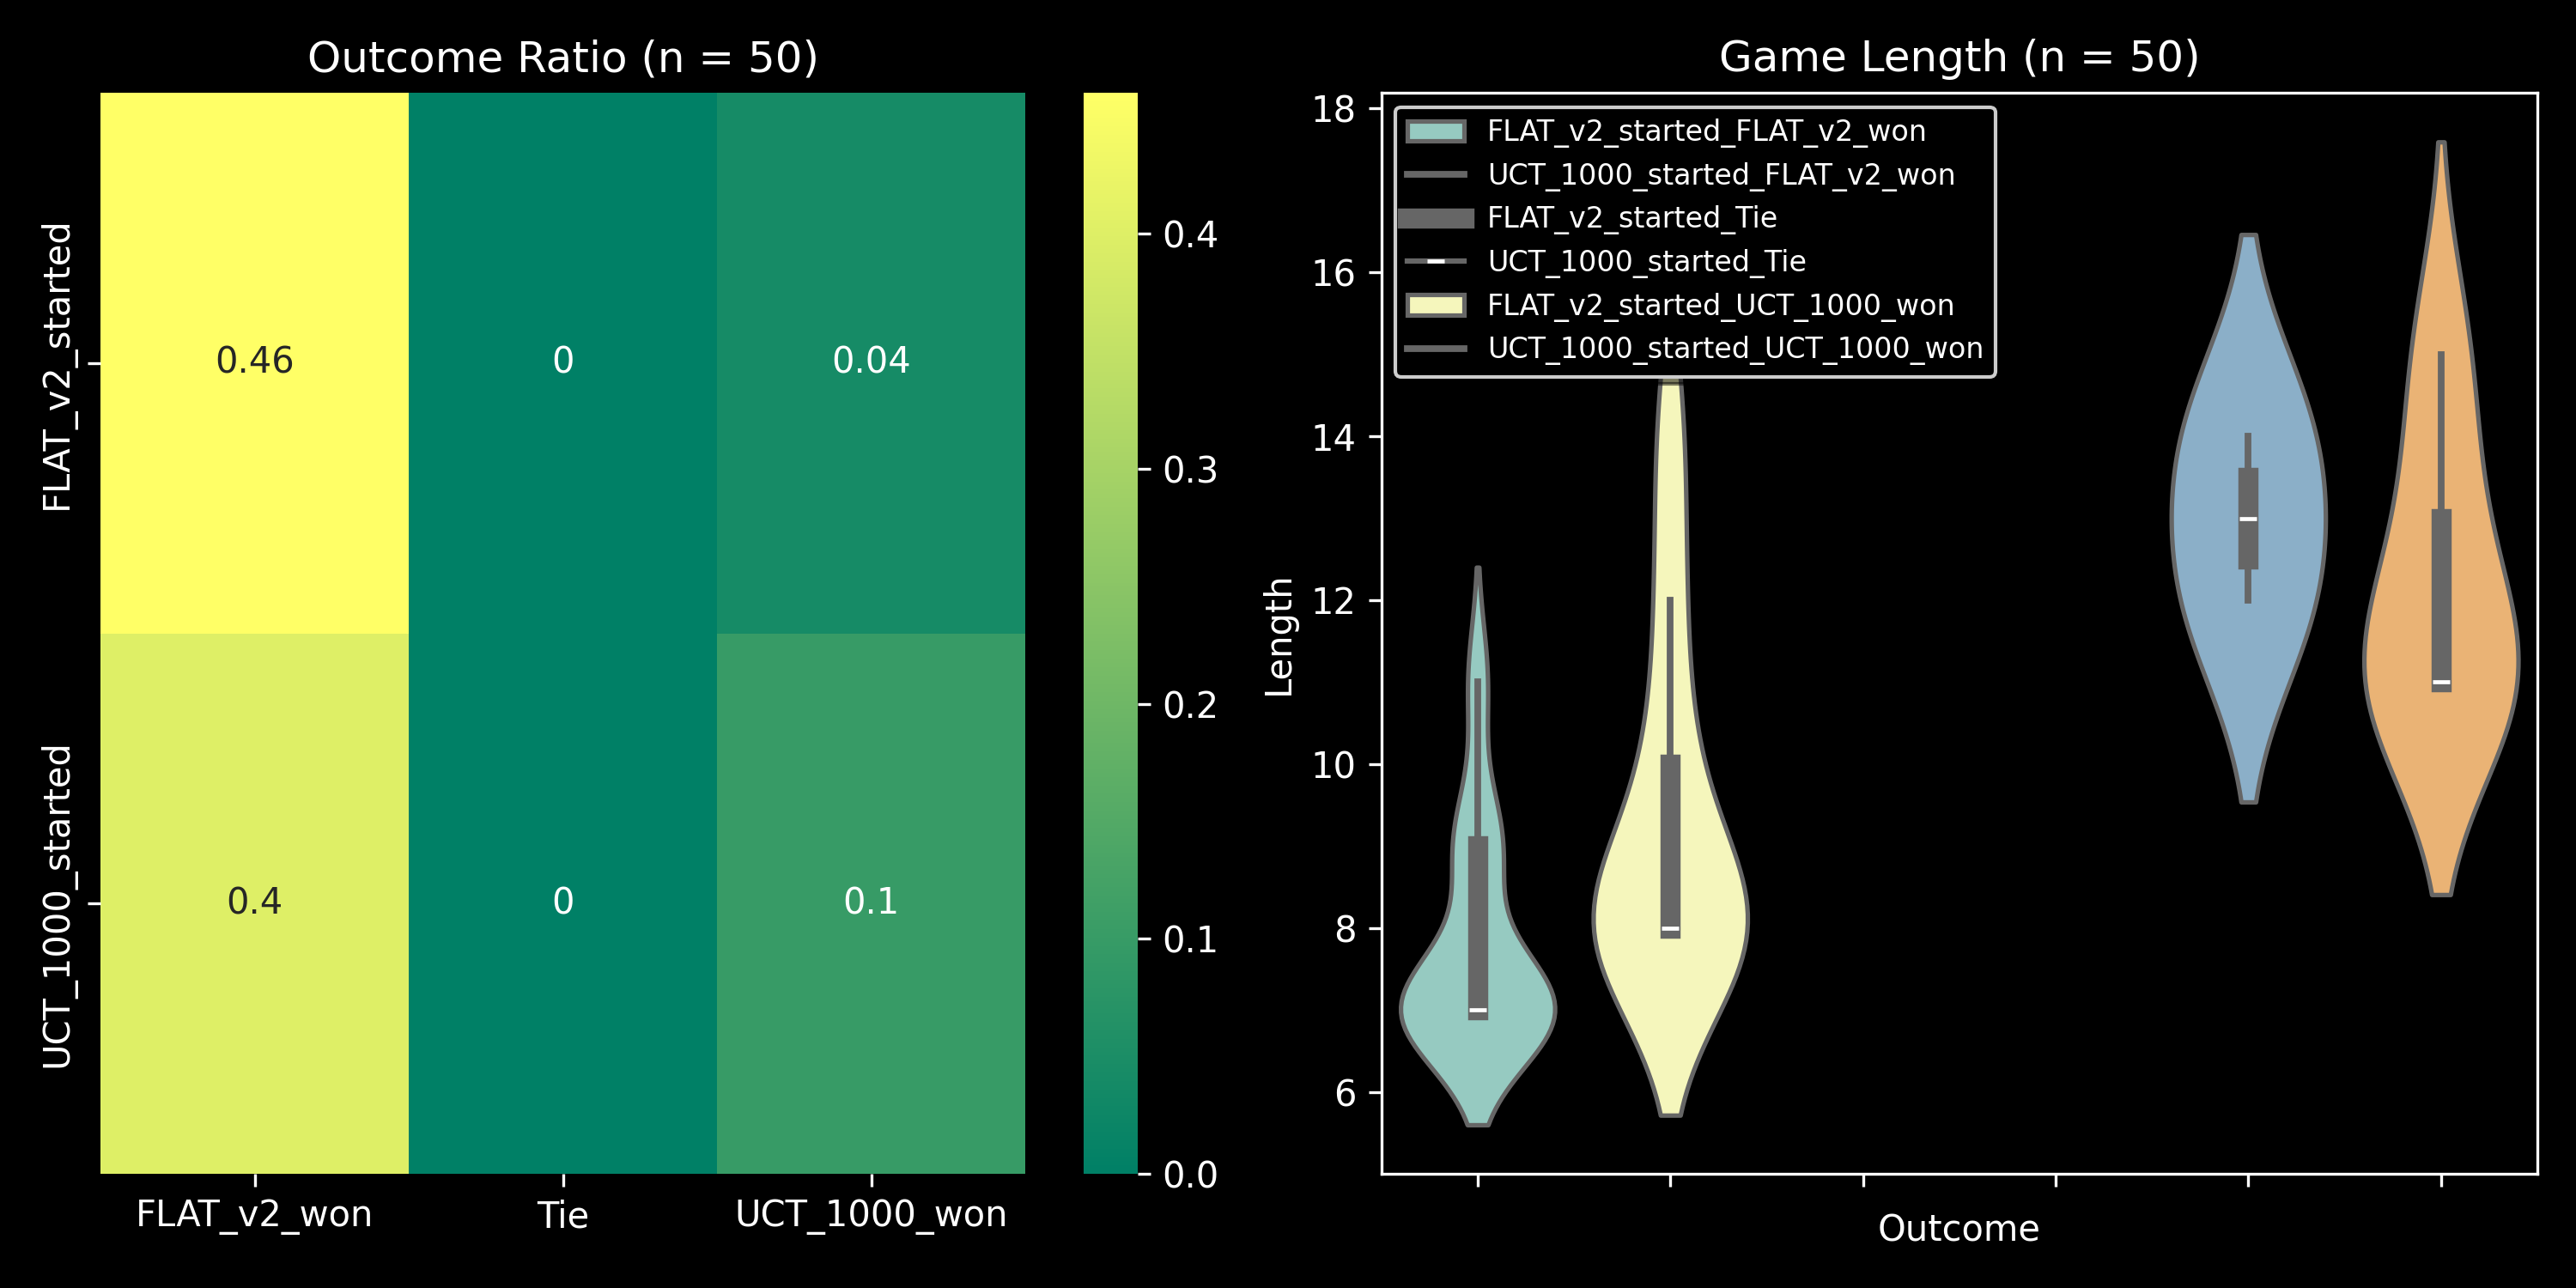 Outcome Ratio (n = 50)
FLAT_v2_started
UCT_1000_started
0.46
0
0.04
0.4
0
0.1
FLAT_v2_won
Tie
UCT_1000_won
0.4
0.3
0.2
0.1
0.0
Game Length (n = 50)
Length
18
16
14
12
10
8
6
FLAT_v2_started_FLAT_v2_won
UCT_1000_started_FLAT_v2_won
FLAT_v2_started_Tie
UCT_1000_started_Tie
FLAT_v2_started_UCT_1000_won
UCT_1000_started_UCT_1000_won
Outcome